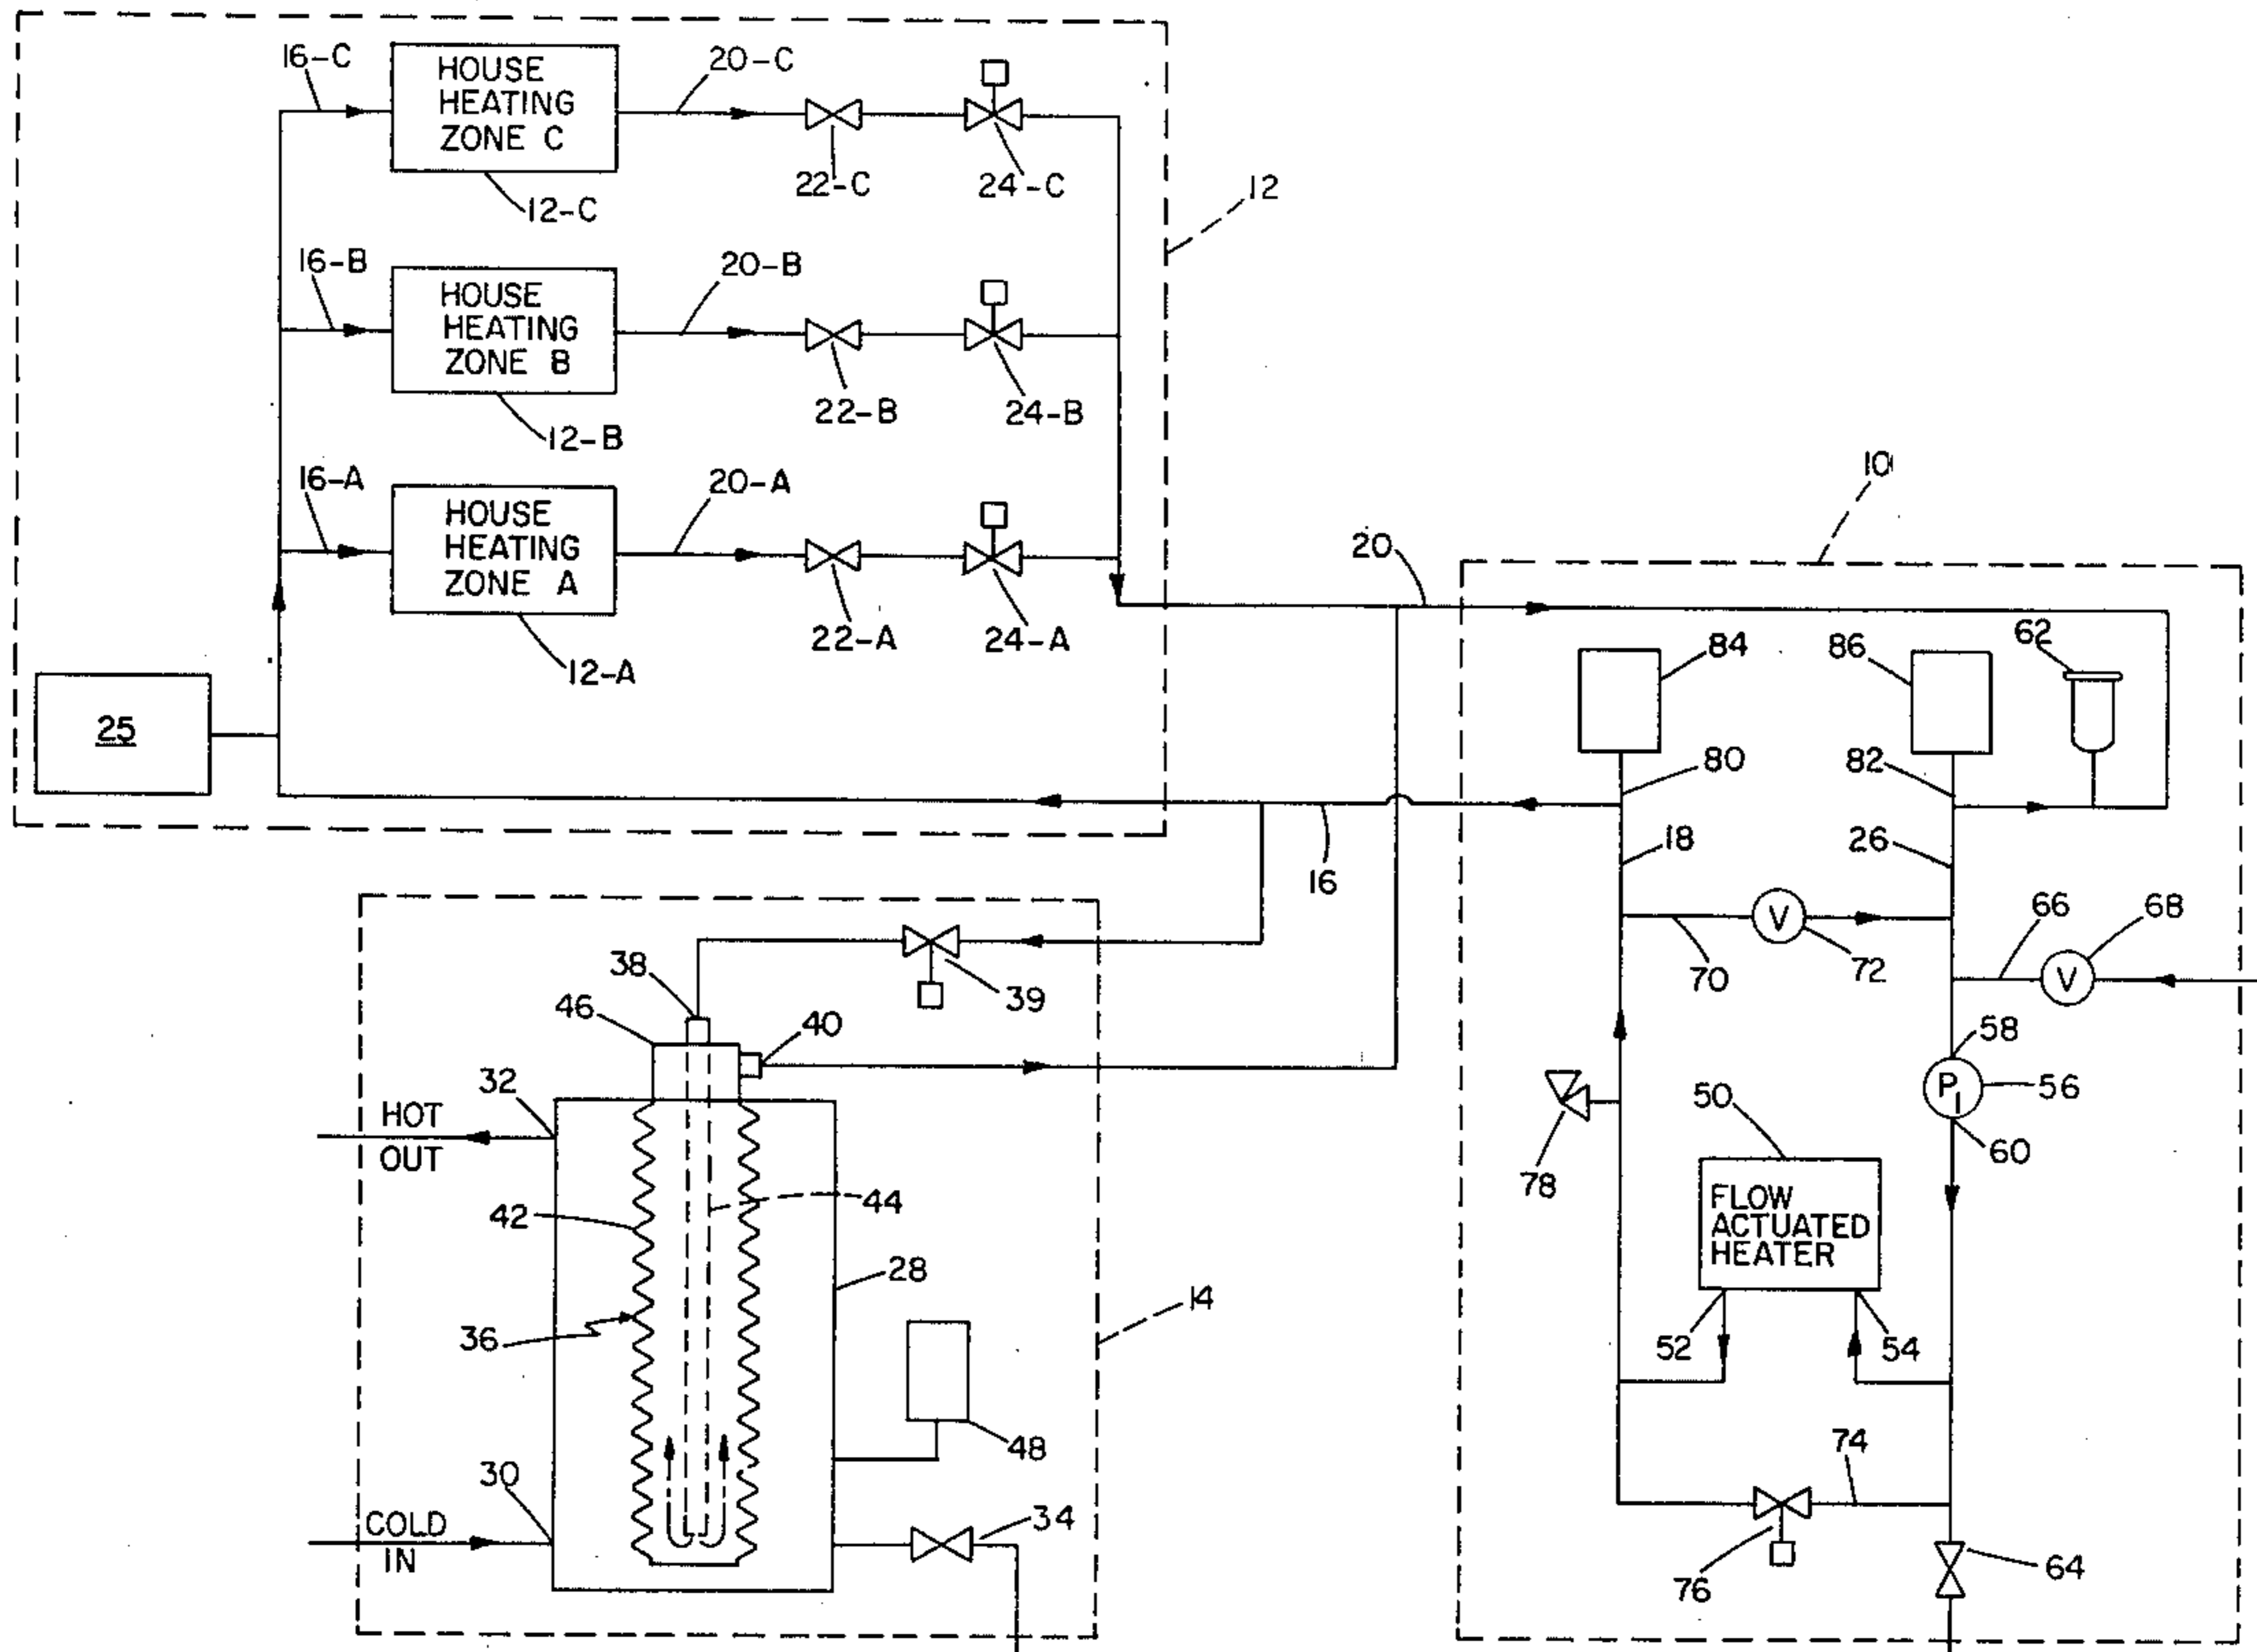 16-C
HOUSE
HEATING
ZONE C
20-C
22-C
24-C
12-C
12
16-B
HOUSE
HEATING
ZONE B
20-B
22-B
24-B
12-B
16-A
HOUSE
HEATING
ZONE A
20-A
22-A
24-A
12-A
25
10
20
84
86
62
80
82
18
26
16
70
V
72
66
V
68
58
P1
56
60
78
50
FLOW
ACTUATED
HEATER
52
54
74
76
64
38
39
46
40
32
HOT
OUT
42
44
28
14
36
48
30
COLD
IN
34